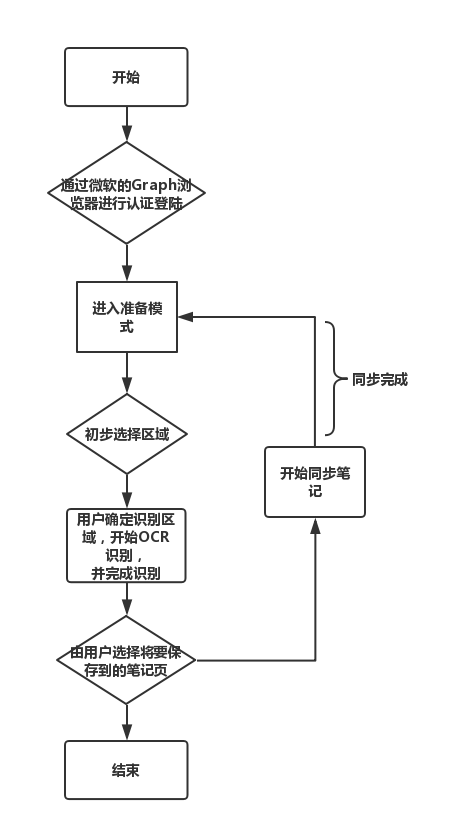 开始
通过微软的Graph浏
览器进行认证登陆
进入准备模
式
同步完成
初步选择区域
开始同步笔
记
用户确定识别区
域，开始OCR
识别，
并完成识别
由用户选择将要保
存到的笔记页
结束